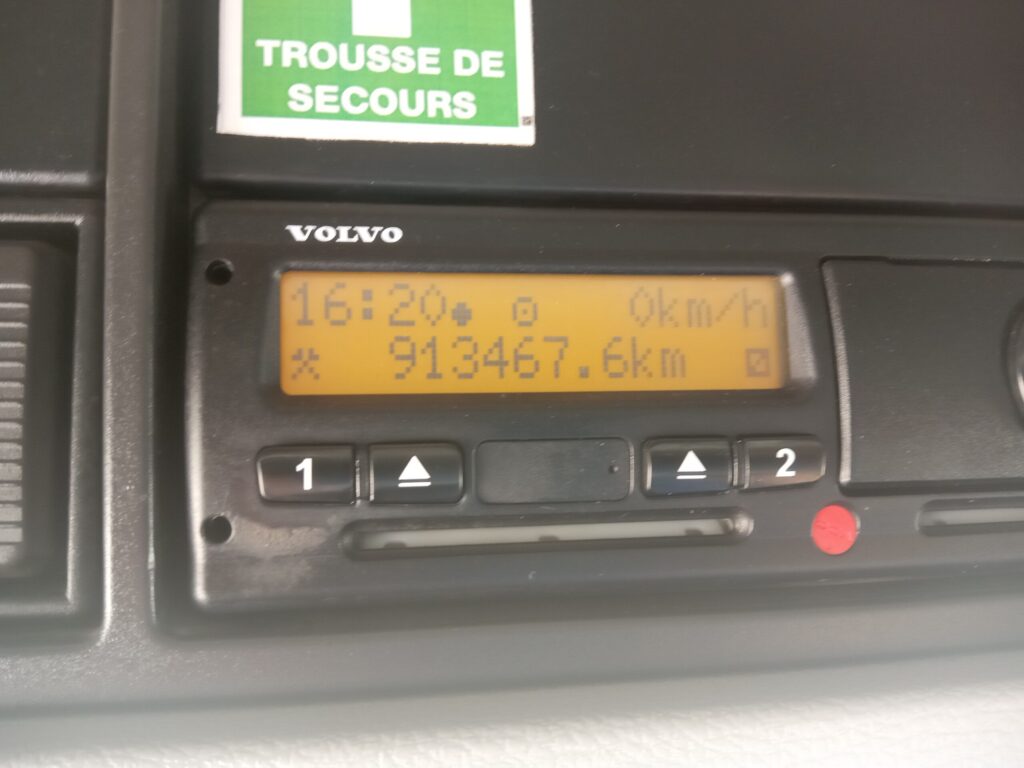 TROUSSE DE
SECOURS
VOLVO
16:20 0km/h
913467.6km
1 2